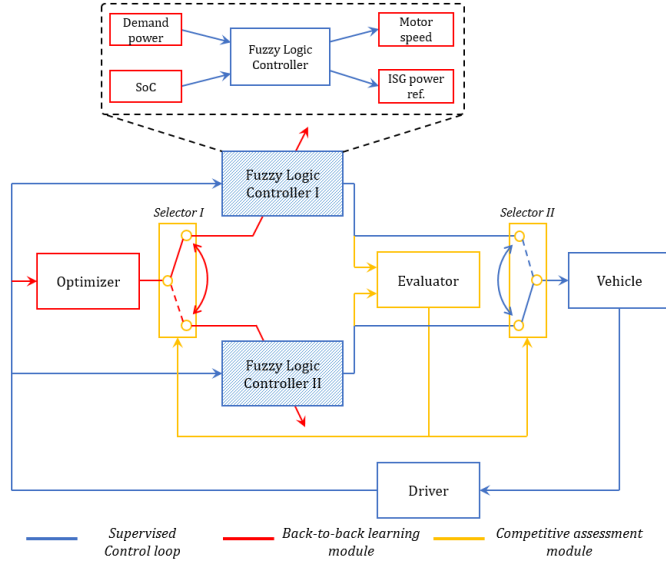 Demand
power
Fuzzy Logic
Controller
Motor
speed
SoC
ISG power
ref.
Fuzzy Logic
Controller I
Selector I
Selector II
Optimizer
Evaluator
Vehicle
Fuzzy Logic
Controller II
Driver
Supervised
Control loop
Back-to-back learning
module
Competitive assessment
module